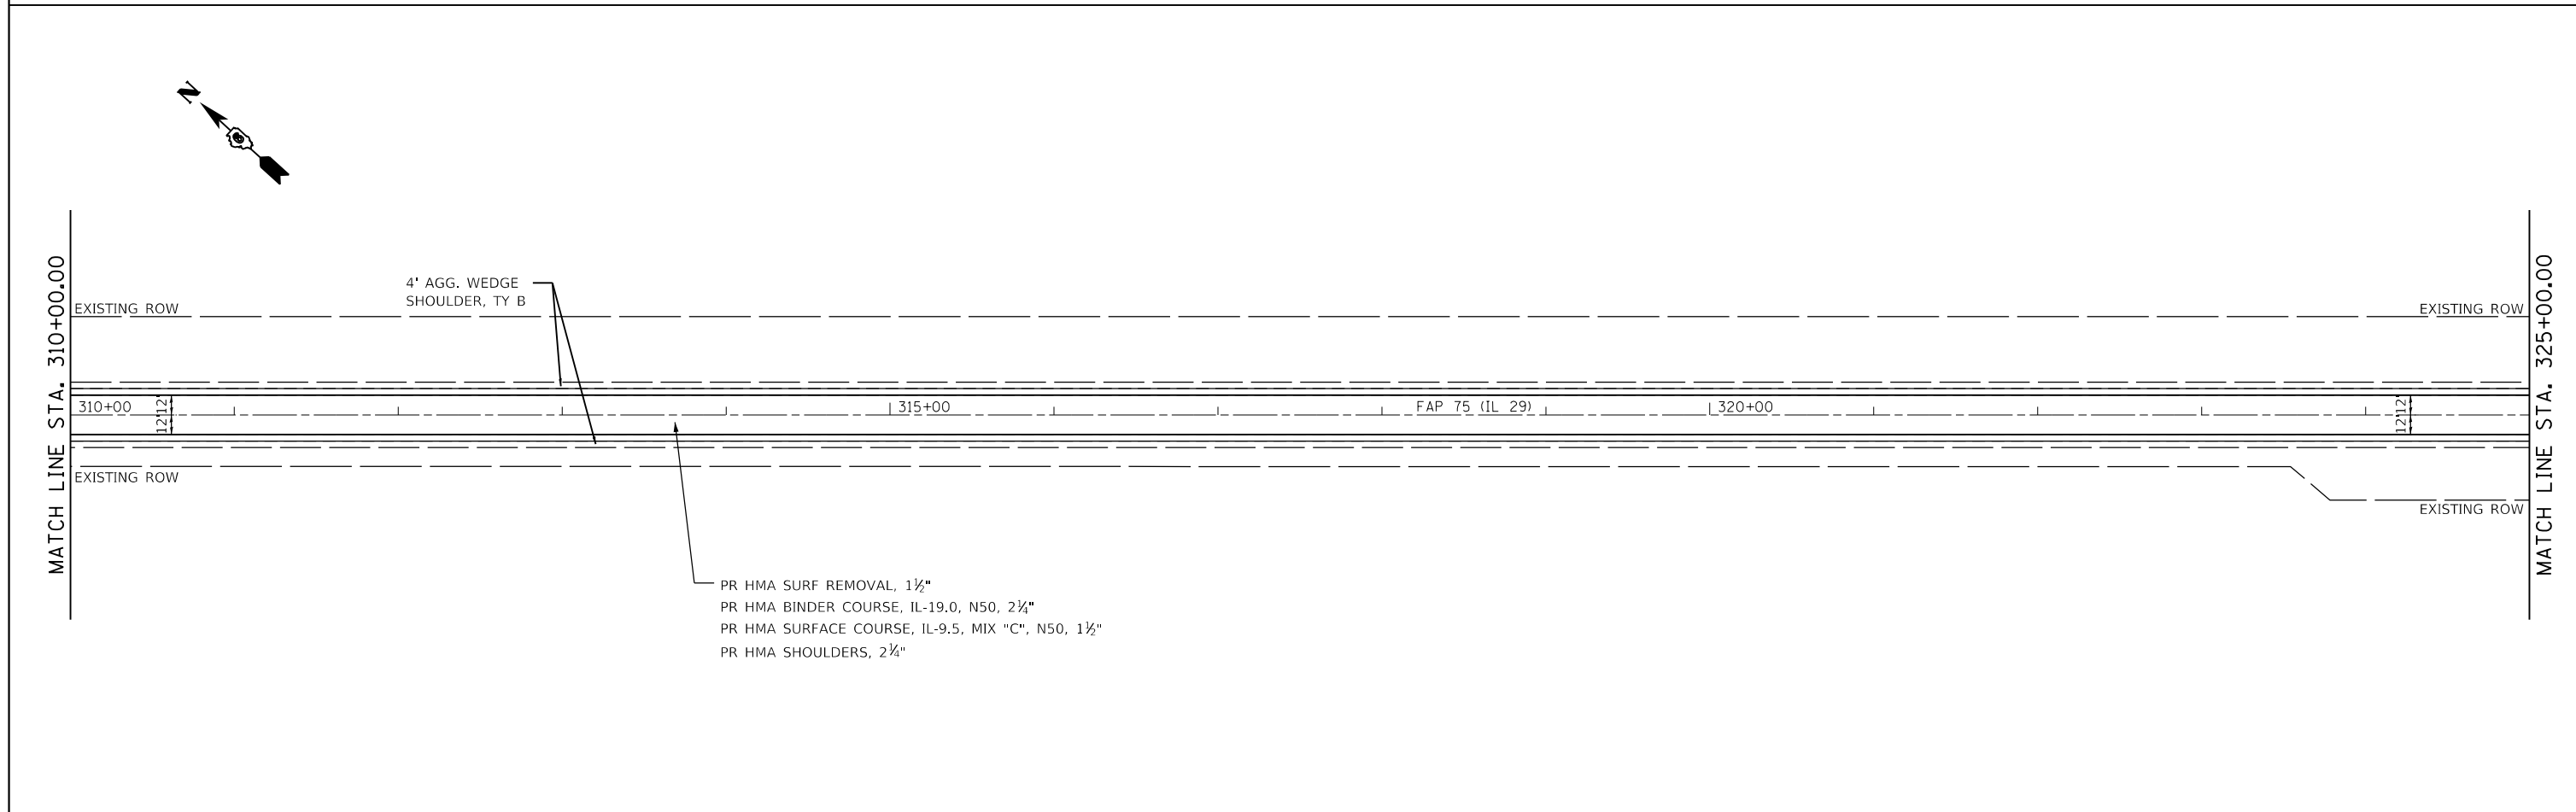 N
MATCH LINE STA. 310+00.00
4' AGG. WEDGE
SHOULDER, TY B
EXISTING ROW
EXISTING ROW
310+00
12'
12'
315+00
FAP 75 (IL 29)
320+00
12'
12'
EXISTING ROW
EXISTING ROW
PR HMA SURF REMOVAL, 1½"
PR HMA BINDER COURSE, IL-19.0, N50, 2¼"
PR HMA SURFACE COURSE, IL-9.5, MIX "C", N50, 1½"
PR HMA SHOULDERS, 2¼"
MATCH LINE STA. 325+00.00